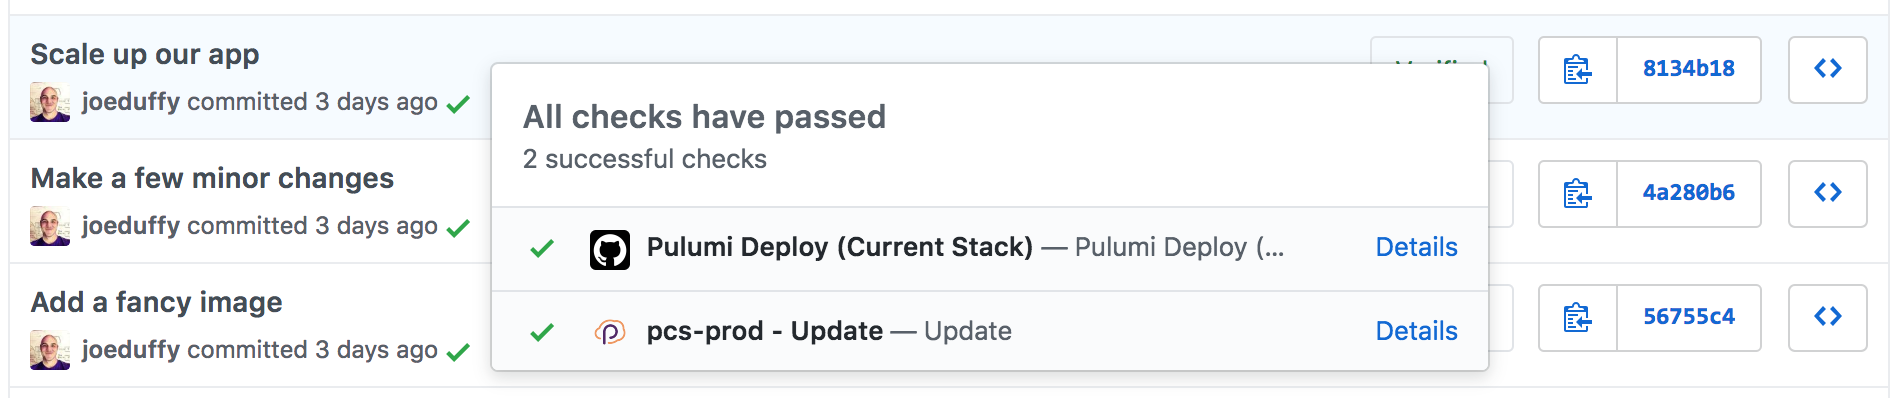 Scale up our app
joeduffy committed 3 days ago
8134b18
All checks have passed
2 successful checks
Make a few minor changes
joeduffy committed 3 days ago
4a280b6
Pulumi Deploy (Current Stack) — Pulumi Deploy (... Details
Add a fancy image
joeduffy committed 3 days ago
56755c4
pcs-prod - Update — Update Details